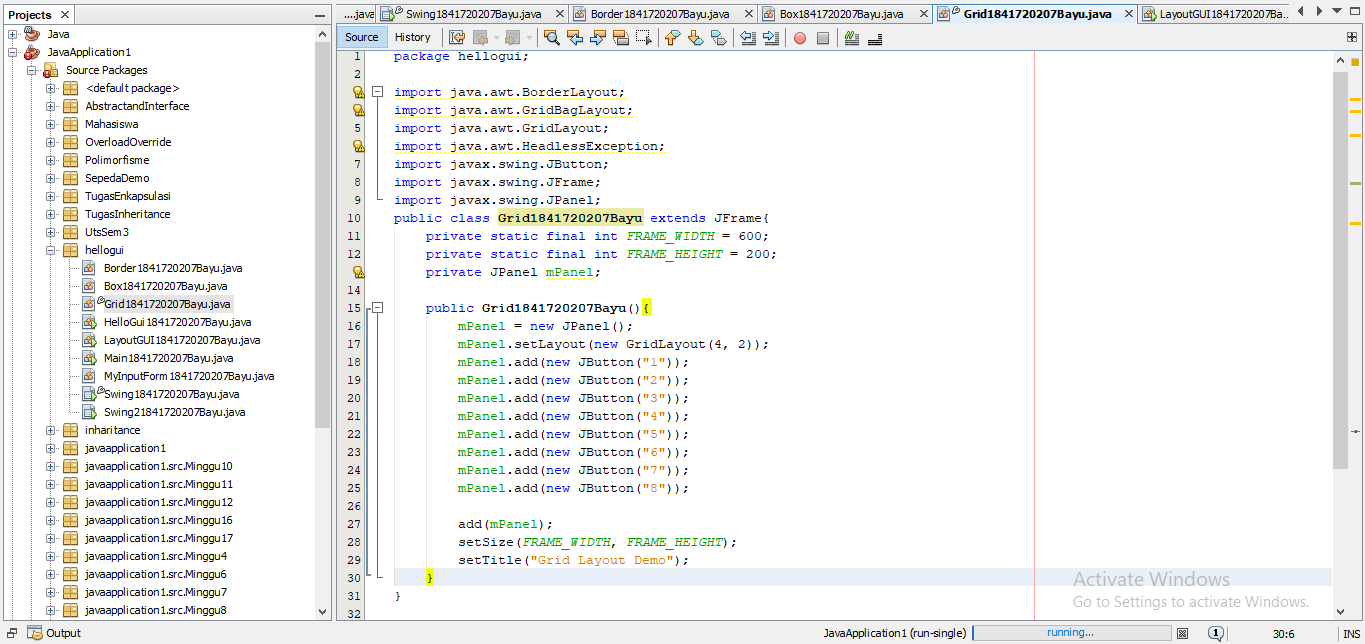 Projects
Java
JavaApplication1
Source Packages
<default package>
AbstractandInterface
Mahasiswa
OverloadOverride
Polimorfisme
SepedaDemo
TugasEnkapsulasi
TugasInheritance
UtsSem3
hellogui
Border1841720207Bayu.java
Box1841720207Bayu.java
Grid1841720207Bayu.java
HelloGui1841720207Bayu.java
LayoutGUI1841720207Bayu.java
Main1841720207Bayu.java
MyInputForm1841720207Bayu.java
Swing1841720207Bayu.java
Swing21841720207Bayu.java
inharitance
javaapplication1
javaapplication1.src.Minggu10
javaapplication1.src.Minggu11
javaapplication1.src.Minggu12
javaapplication1.src.Minggu16
javaapplication1.src.Minggu17
javaapplication1.src.Minggu4
javaapplication1.src.Minggu6
javaapplication1.src.Minggu7
javaapplication1.src.Minggu8
....java Swing1841720207Bayu.java Border1841720207Bayu.java Box1841720207Bayu.java Grid1841720207Bayu.java LayoutGUI1841720207Ba...
Source History
1 package hellogui;
2
import java.awt.BorderLayout;
import java.awt.GridBagLayout;
5 import java.awt.GridLayout;
import java.awt.HeadlessException;
7 import javax.swing.JButton;
8 import javax.swing.JFrame;
9 import javax.swing.JPanel;
10 public class Grid1841720207Bayu extends JFrame{
11 private static final int FRAME_WIDTH = 600;
12 private static final int FRAME_HEIGHT = 200;
private JPanel mPanel;
14
15 public Grid1841720207Bayu(){
16 mPanel = new JPanel();
17 mPanel.setLayout(new GridLayout(4, 2));
18 mPanel.add(new JButton("1"));
19 mPanel.add(new JButton("2"));
20 mPanel.add(new JButton("3"));
21 mPanel.add(new JButton("4"));
22 mPanel.add(new JButton("5"));
23 mPanel.add(new JButton("6"));
24 mPanel.add(new JButton("7"));
25 mPanel.add(new JButton("8"));
26
27 add(mPanel);
28 setSize(FRAME_WIDTH, FRAME_HEIGHT);
29 setTitle("Grid Layout Demo");
30 }
31 }
32
Activate Windows
Go to Settings to activate Windows.
Output
JavaApplication1 (run-single) running... 1 30:6 INS